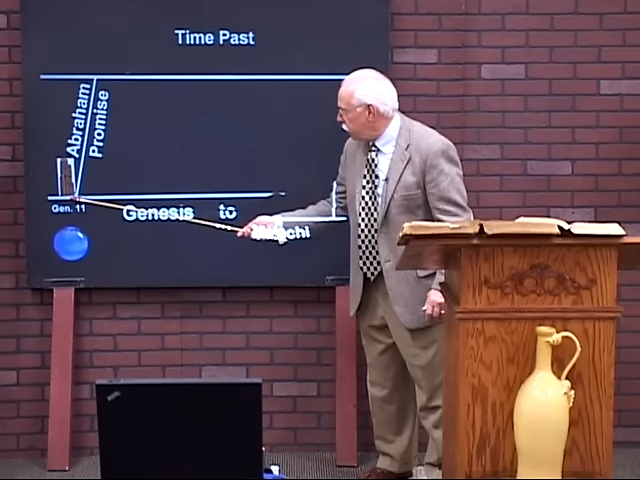 Time Past
Abraham
Promise
Gen. 11
Genesis to